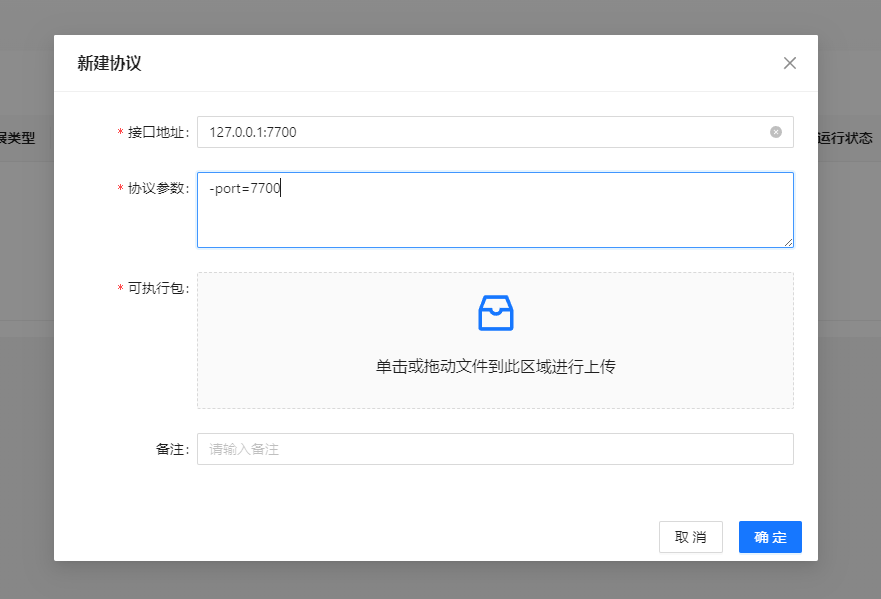 新建协议
展类型
运行状态
* 接口地址: 127.0.0.1:7700
* 协议参数: -port=7700
* 可执行包:
单击或拖动文件到此区域进行上传
备注: 请输入备注
取 消
确 定